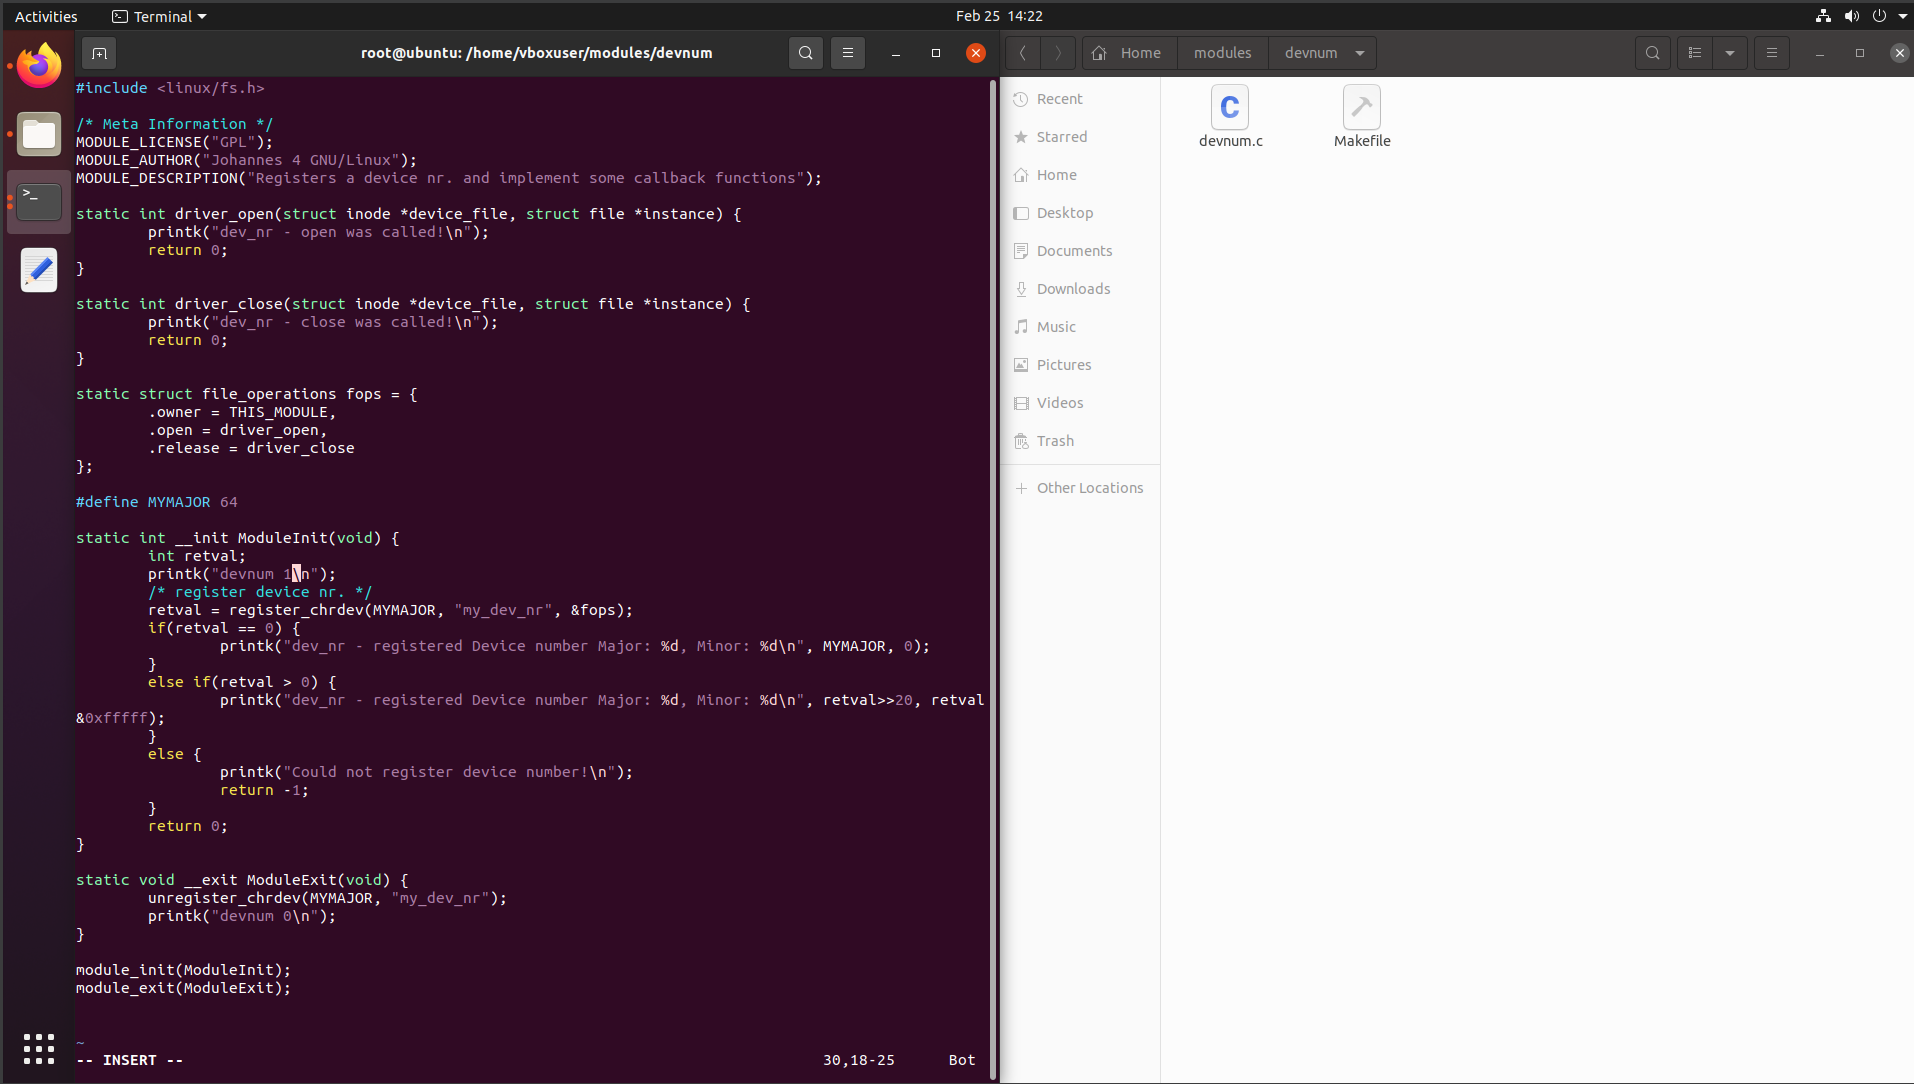 Activities
Terminal
Feb 25 14:22
root@ubuntu: /home/vboxuser/modules/devnum
#include <linux/fs.h>
/* Meta Information */
MODULE_LICENSE("GPL");
MODULE_AUTHOR("Johannes 4 GNU/Linux");
MODULE_DESCRIPTION("Registers a device nr. and implement some callback functions");
static int driver_open(struct inode *device_file, struct file *instance) {
printk("dev_nr - open was called!\n");
return 0;
}
static int driver_close(struct inode *device_file, struct file *instance) {
printk("dev_nr - close was called!\n");
return 0;
}
static struct file_operations fops = {
.owner = THIS_MODULE,
.open = driver_open,
.release = driver_close
};
#define MYMAJOR 64
static int __init ModuleInit(void) {
int retval;
printk("devnum 1\n");
/* register device nr. */
retval = register_chrdev(MYMAJOR, "my_dev_nr", &fops);
if(retval == 0) {
printk("dev_nr - registered Device number Major: %d, Minor: %d\n", MYMAJOR, 0);
}
else if(retval > 0) {
printk("dev_nr - registered Device number Major: %d, Minor: %d\n", retval>>20, retval
&0xfffff);
}
else {
printk("Could not register device number!\n");
return -1;
}
return 0;
}
static void __exit ModuleExit(void) {
unregister_chrdev(MYMAJOR, "my_dev_nr");
printk("devnum 0\n");
}
module_init(ModuleInit);
module_exit(ModuleExit);
~
-- INSERT --
30,18-25
Bot
Home
modules
devnum
Recent
Starred
Home
Desktop
Documents
Downloads
Music
Pictures
Videos
Trash
Other Locations
C
devnum.c
Makefile